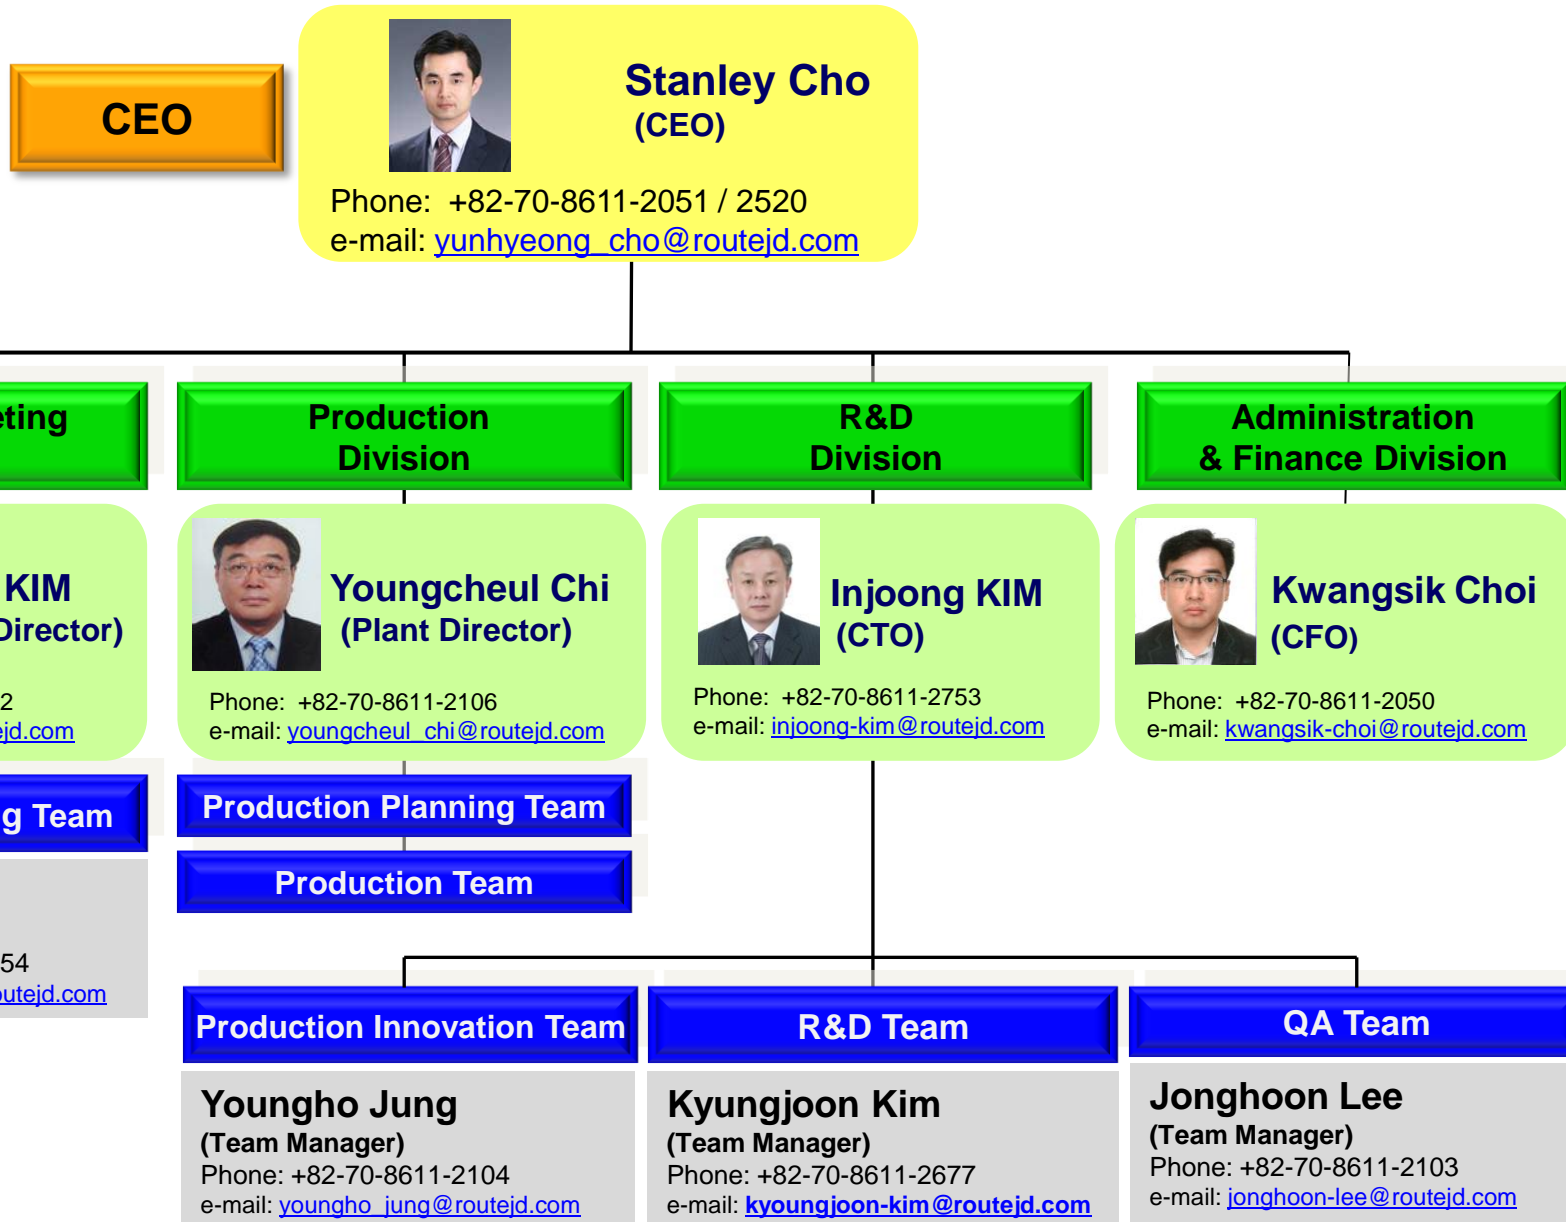 CEO
Stanley Cho
(CEO)
Phone: +82-70-8611-2051 / 2520
e-mail: yunhyeong_cho@routejd.com
Production
Division
R&D
Division
Administration
& Finance Division
KIM
Director)
2
jd.com
Youngcheul Chi
(Plant Director)
Phone: +82-70-8611-2106
e-mail: youngcheul_chi@routejd.com
Injoong KIM
(CTO)
Phone: +82-70-8611-2753
e-mail: injoong-kim@routejd.com
Kwangsik Choi
(CFO)
Phone: +82-70-8611-2050
e-mail: kwangsik-choi@routejd.com
g Team
54
utejd.com
Production Planning Team
Production Team
Production Innovation Team
Youngho Jung
(Team Manager)
Phone: +82-70-8611-2104
e-mail: youngho_jung@routejd.com
R&D Team
Kyungjoon Kim
(Team Manager)
Phone: +82-70-8611-2677
e-mail: kyoungjoon-kim@routejd.com
QA Team
Jonghoon Lee
(Team Manager)
Phone: +82-70-8611-2103
e-mail: jonghoon-lee@routejd.com